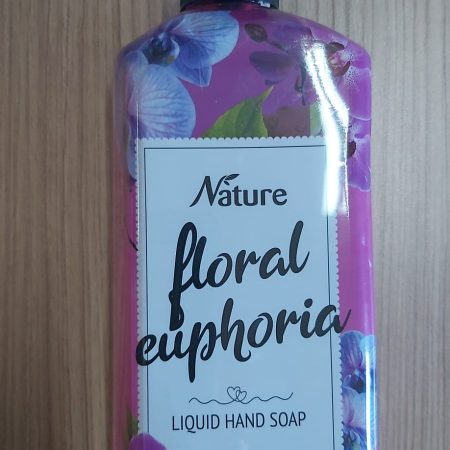 Nature
floral
euphoria
LIQUID HAND SOAP